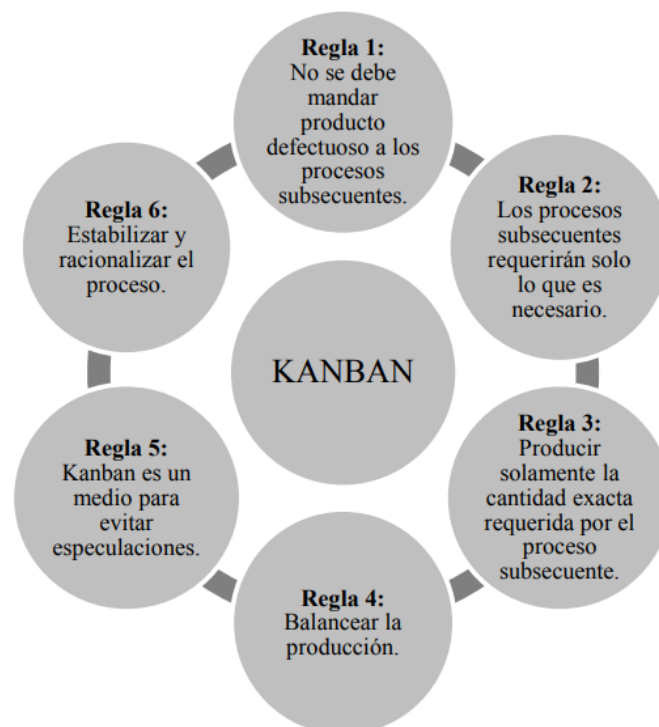 Regla 1:
No se debe
mandar
producto
defectuoso a los
procesos
subsecuentes.
Regla 2:
Los procesos
subsecuentes
requerirán solo
lo que es
necesario.
Regla 3:
Producir
solamente la
cantidad exacta
requerida por el
proceso
subsecuente.
Regla 4:
Balancear la
producción.
Regla 5:
Kanban es un
medio para
evitar
especulaciones.
Regla 6:
Estabilizar y
racionalizar el
proceso.
KANBAN